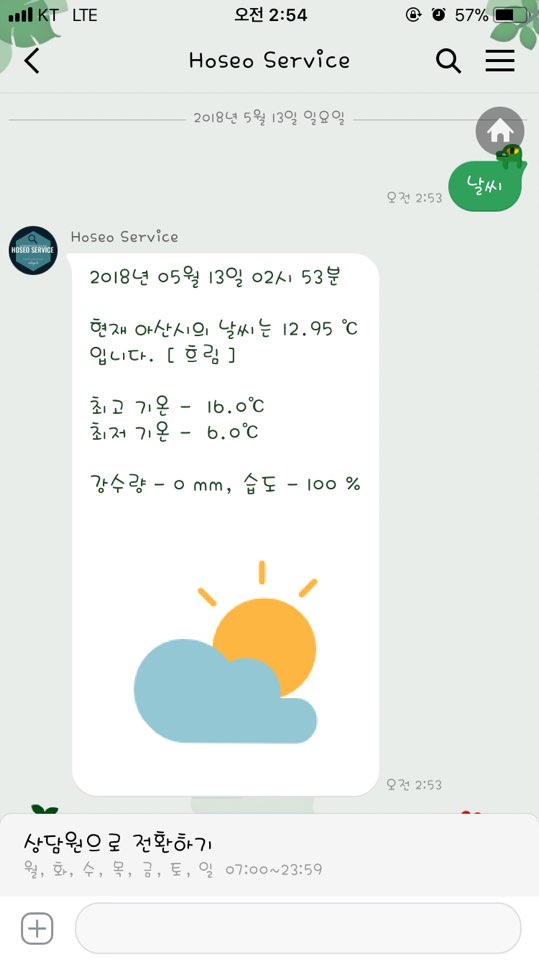 KT LTE 오전 2:54 57%
Hoseo Service
2018년 5월 13일 일요일
날씨
오전 2:53
HOSEO SERVICE
Hoseo Service
2018년 05월 13일 02시 53분
현재 아산시의 날씨는 12.95 ℃
입니다. [ 흐림 ]
최고 기온 - 16.0℃
최저 기온 - 6.0℃
강수량 - 0 mm, 습도 - 100 %
오전 2:53
상담원으로 전환하기
월, 화, 수, 목, 금, 토, 일 07:00~23:59